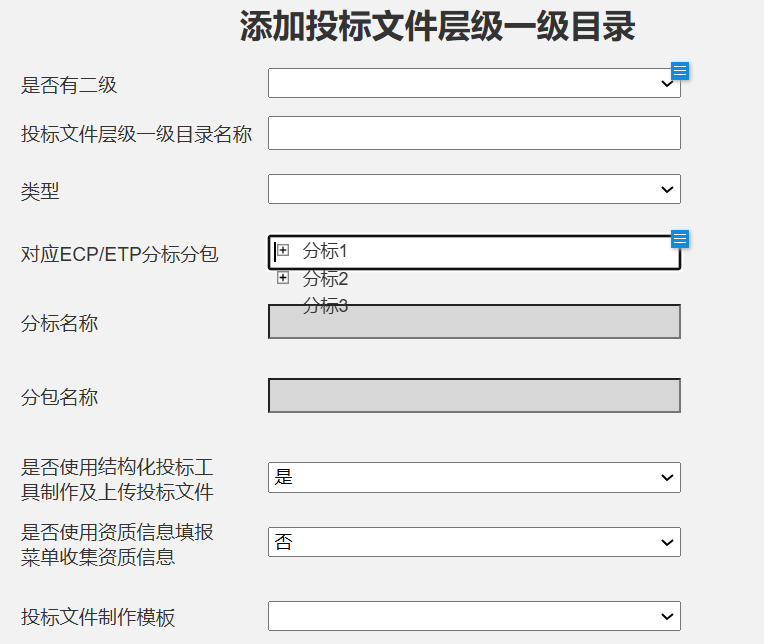 添加投标文件层级一级目录
是否有二级
投标文件层级一级目录名称
类型
对应ECP/ETP分标分包
分标1
分标2
分标3
分标名称
分包名称
是否使用结构化投标工
具制作及上传投标文件
是
是否使用资质信息填报
菜单收集资质信息
否
投标文件制作模板